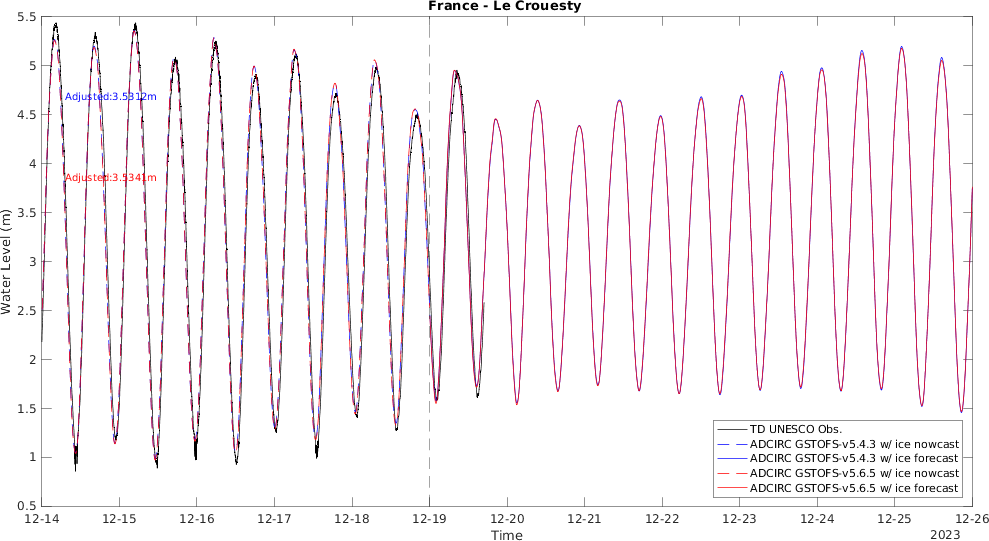 France - Le Crouesty
5.5
5
4.5
4
3.5
3
2.5
2
1.5
1
0.5
Water Level (m)
Adjusted:3.5312m
Adjusted:3.5341m
TD UNESCO Obs.
ADCIRC GSTOFS-v5.4.3 w/ ice nowcast
ADCIRC GSTOFS-v5.4.3 w/ ice forecast
ADCIRC GSTOFS-v5.6.5 w/ ice nowcast
ADCIRC GSTOFS-v5.6.5 w/ ice forecast
12-14 12-15 12-16 12-17 12-18 12-19 12-20 12-21 12-22 12-23 12-24 12-25 12-26
Time
2023